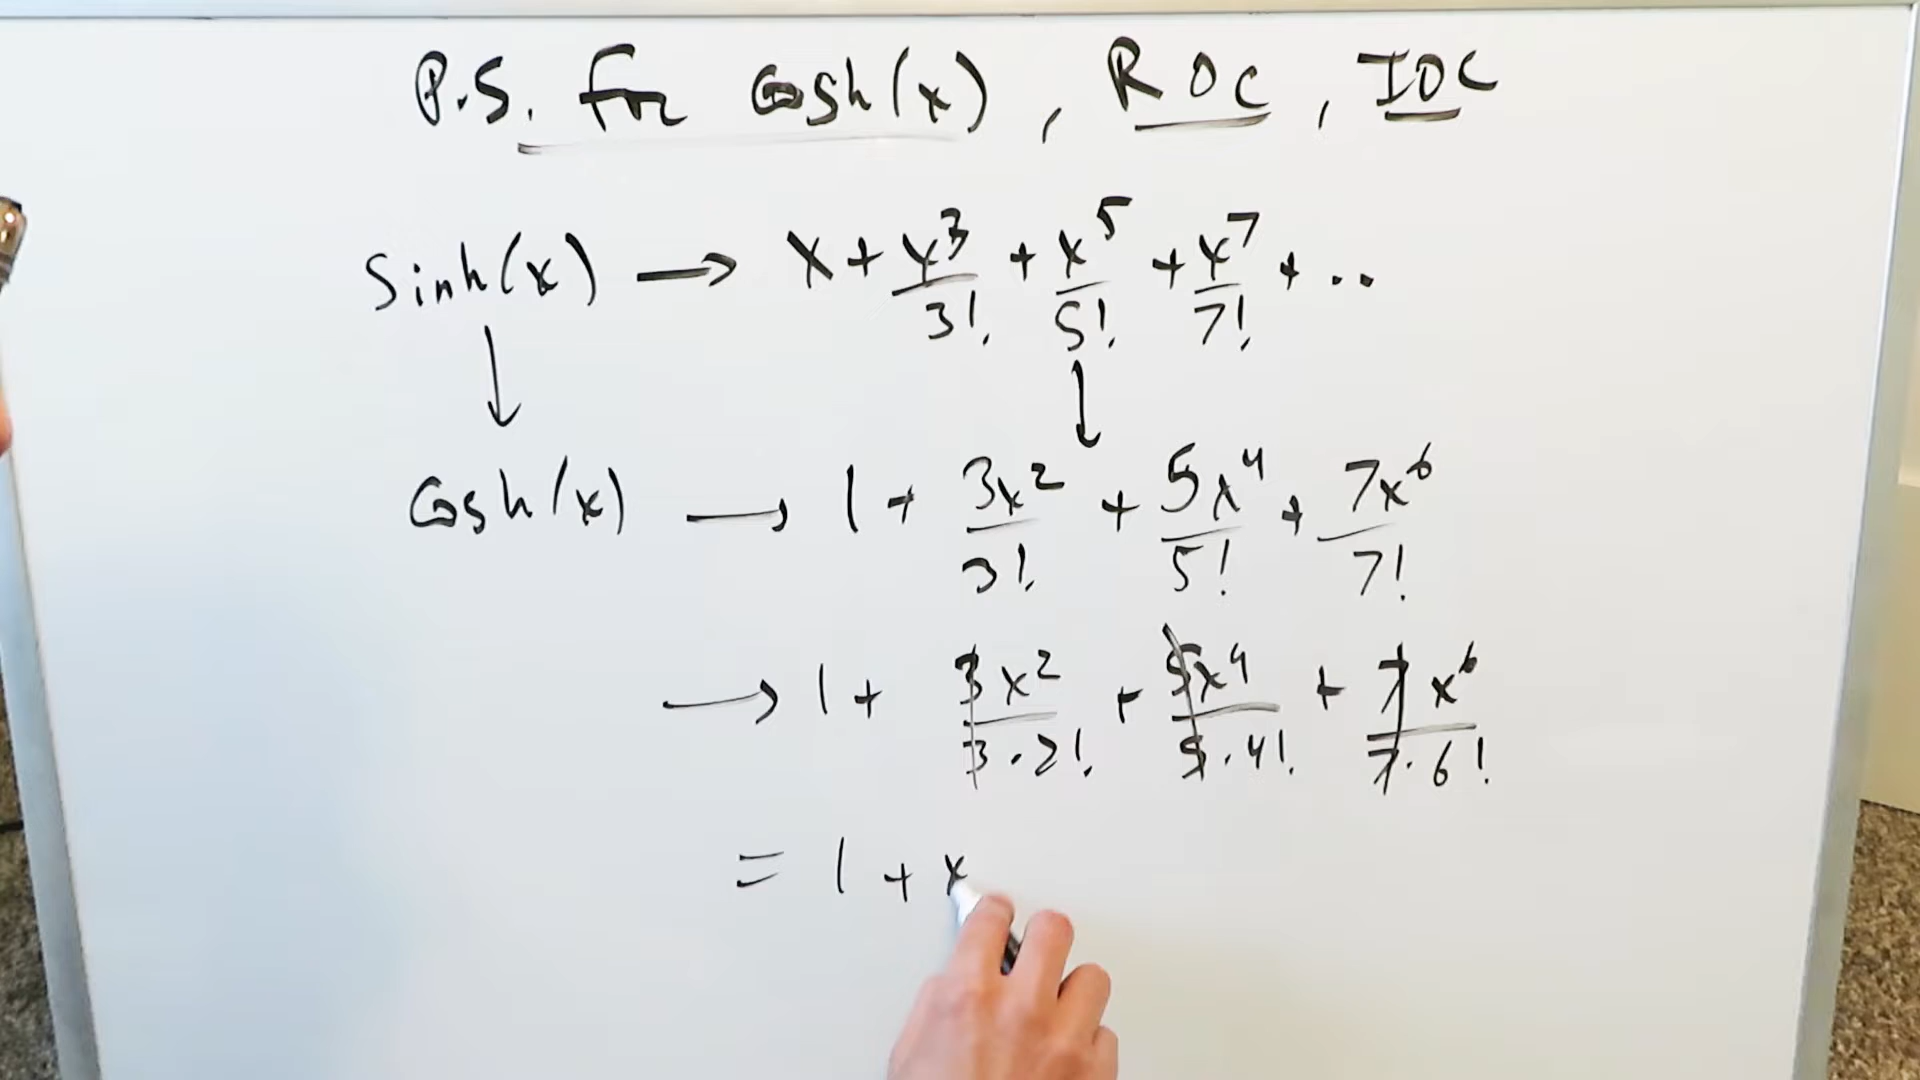 P.S. for cosh(x), ROC, IOC
sinh(x) → x + x³/3! + x⁵/5! + x⁷/7! + ..
↓ ↓
cosh(x) → 1 + 3x²/3! + 5x⁴/5! + 7x⁶/7!
→ 1 + 3x²/3·2! + 5x⁴/5·4! + 7x⁶/7·6!
= 1 + x